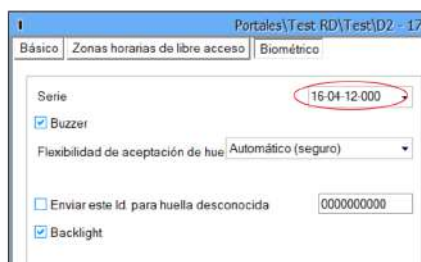 Portales\Test RD\Test\D2 - 17
Básico Zonas horarias de libre acceso Biométrico
Serie 16-04-12-000
Buzzer
Flexibilidad de aceptación de hue Automático (seguro)
Enviar este Id. para huella desconocida 0000000000
Backlight